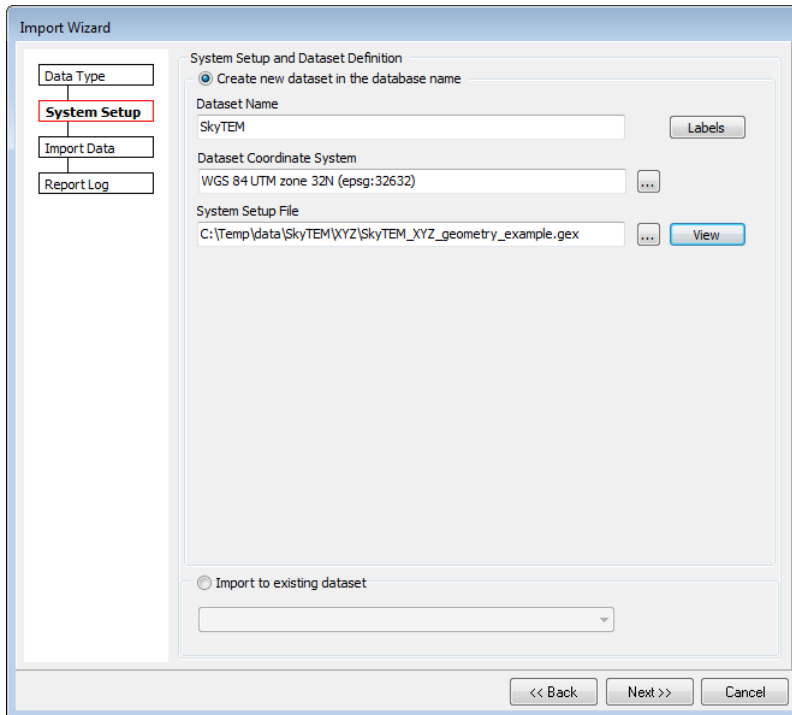 Import Wizard
Data Type
System Setup
Import Data
Report Log
System Setup and Dataset Definition
Create new dataset in the database name
Dataset Name
SkyTEM
Labels
Dataset Coordinate System
WGS 84 UTM zone 32N (epsg:32632)
...
System Setup File
C:\Temp\data\SkyTEM\XYZ\SkyTEM_XYZ_geometry_example.gex
...
View
Import to existing dataset
<< Back
Next >>
Cancel